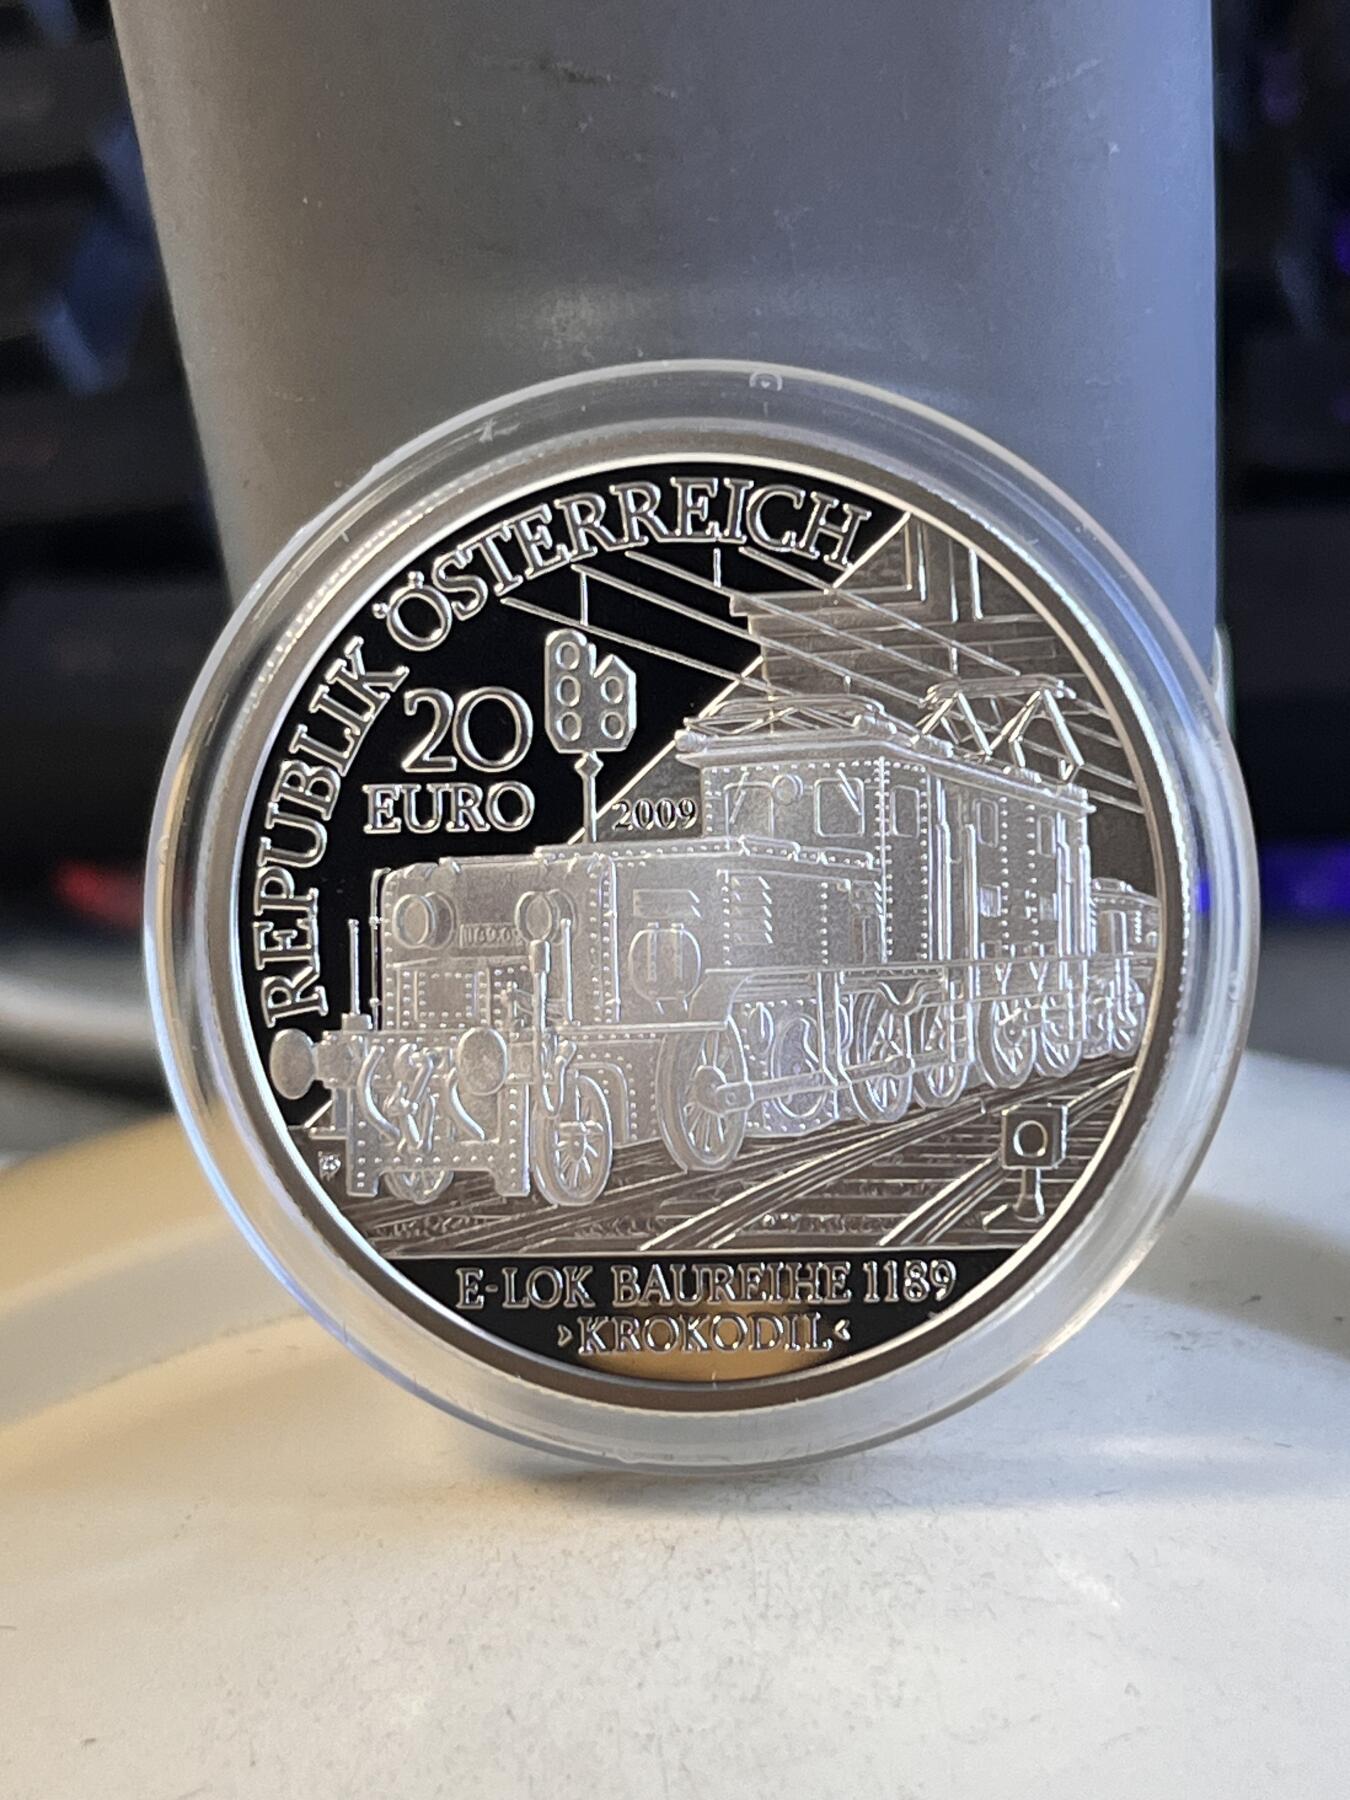 REPUBLIK ÖSTERREICH
20
EURO
2009
E-LOK BAUREIHE 1189
›KROKODIL‹